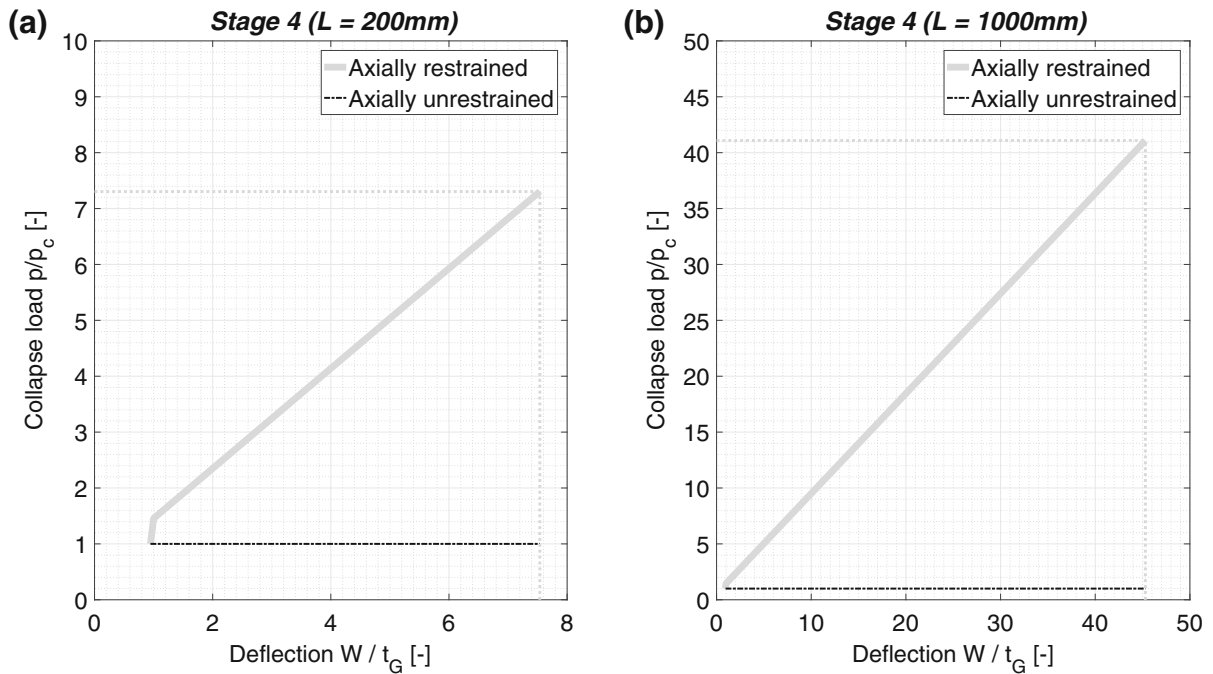 (a)
Stage 4 (L = 200mm)
10
9
8
7
6
5
4
3
2
1
0
Collapse load p/p_c [-]
Axially restrained
Axially unrestrained
0 2 4 6 8
Deflection W / t_G [-]
(b)
Stage 4 (L = 1000mm)
50
45
40
35
30
25
20
15
10
5
0
Collapse load p/p_c [-]
Axially restrained
Axially unrestrained
0 10 20 30 40 50
Deflection W / t_G [-]